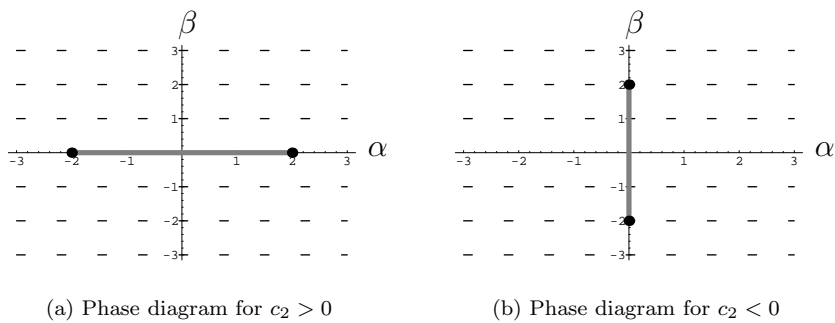 β
3
2
1
-3 -2 -1 1 2 3 α
-1
-2
-3
(a) Phase diagram for c₂ > 0
β
3
2
1
-3 -2 -1 1 2 3 α
-1
-2
-3
(b) Phase diagram for c₂ < 0